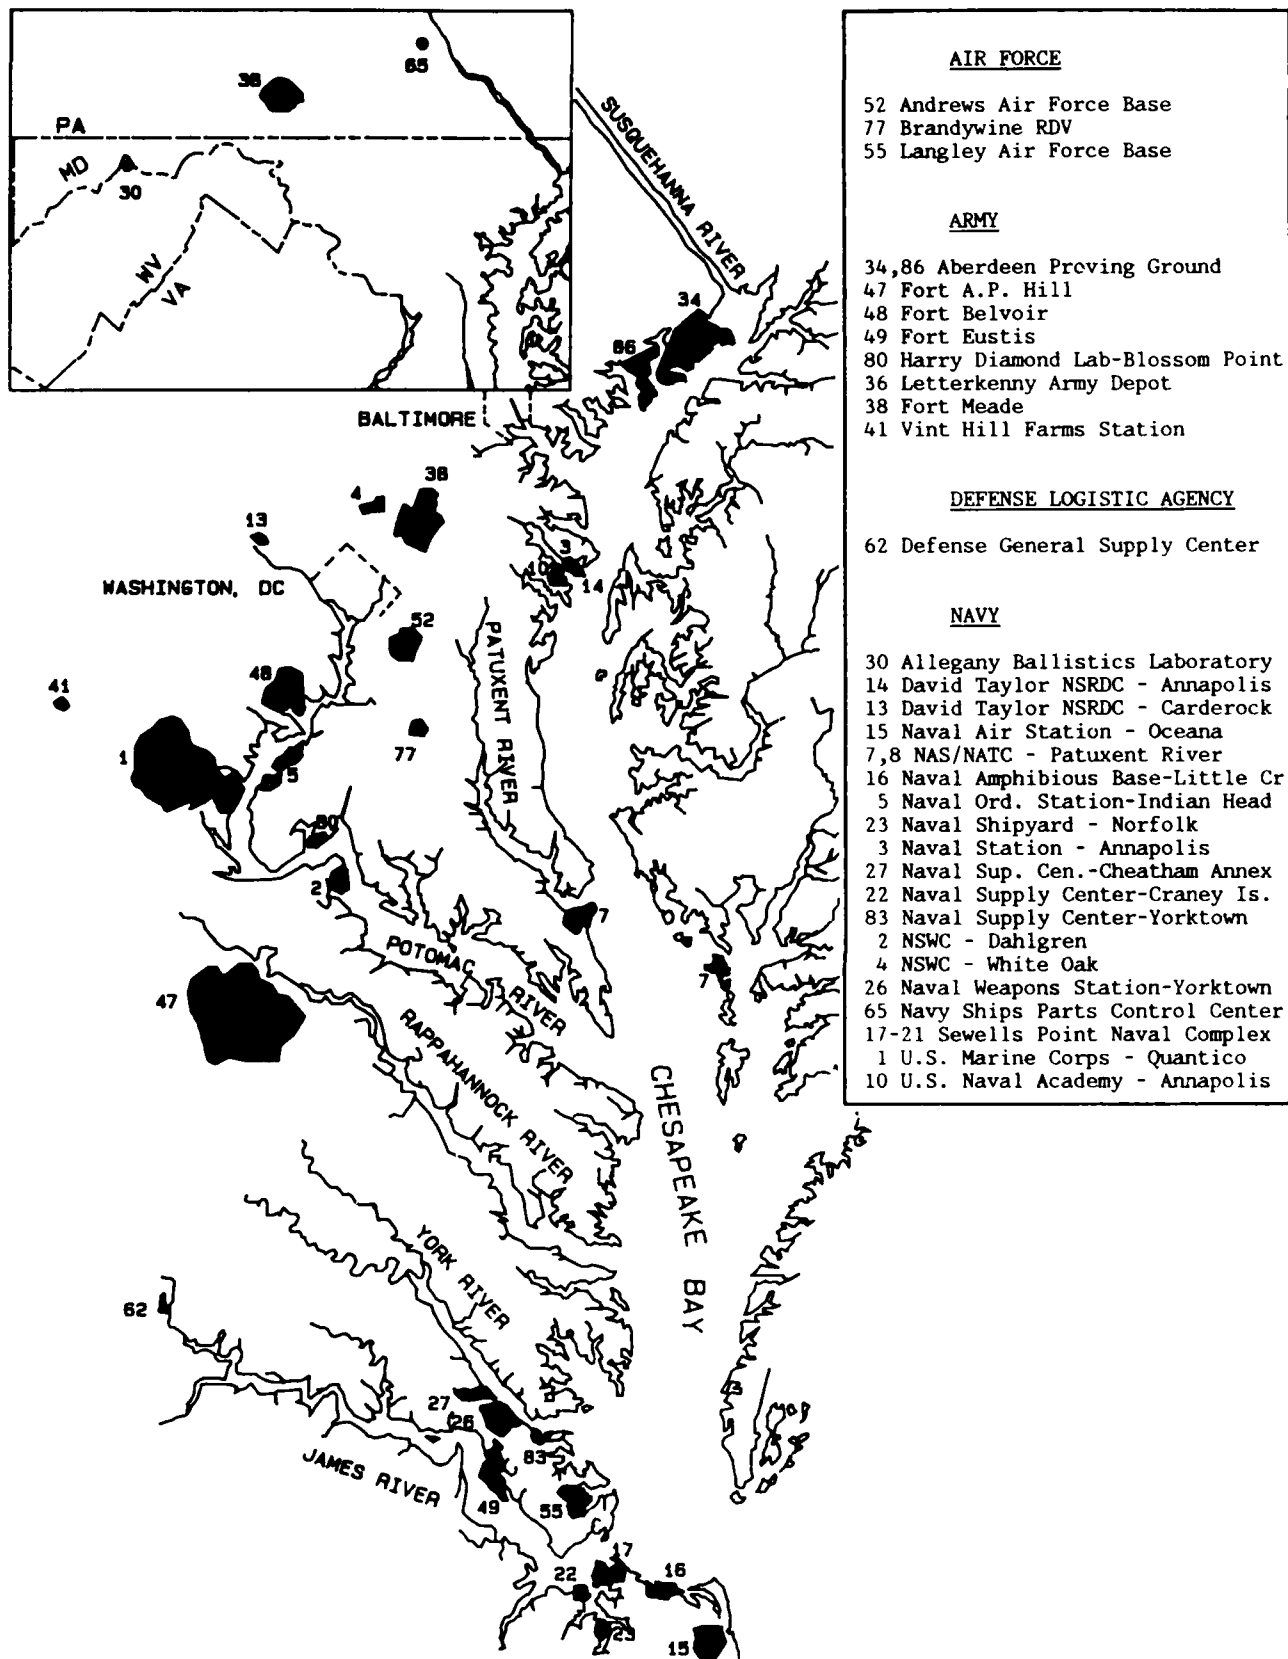 65
36
PA
MD
30
WV
VA
SUSQUEHANNA RIVER
34
86
BALTIMORE
38
4
13
3
10
14
WASHINGTON, DC
52
PATUXENT RIVER
48
41
77
1
5
80
2
7
POTOMAC RIVER
7
47
RAPPAHANNOCK RIVER
CHESAPEAKE BAY
YORK RIVER
62
27
26
83
JAMES RIVER
49
55
17
22
16
23
15
AIR FORCE
52 Andrews Air Force Base
77 Brandywine RDV
55 Langley Air Force Base
ARMY
34,86 Aberdeen Proving Ground
47 Fort A.P. Hill
48 Fort Belvoir
49 Fort Eustis
80 Harry Diamond Lab-Blossom Point
36 Letterkenny Army Depot
38 Fort Meade
41 Vint Hill Farms Station
DEFENSE LOGISTIC AGENCY
62 Defense General Supply Center
NAVY
30 Allegany Ballistics Laboratory
14 David Taylor NSRDC - Annapolis
13 David Taylor NSRDC - Carderock
15 Naval Air Station - Oceana
7,8 NAS/NATC - Patuxent River
16 Naval Amphibious Base-Little Cr
5 Naval Ord. Station-Indian Head
23 Naval Shipyard - Norfolk
3 Naval Station - Annapolis
27 Naval Sup. Cen.-Cheatham Annex
22 Naval Supply Center-Craney Is.
83 Naval Supply Center-Yorktown
2 NSWC - Dahlgren
4 NSWC - White Oak
26 Naval Weapons Station-Yorktown
65 Navy Ships Parts Control Center
17-21 Sewells Point Naval Complex
1 U.S. Marine Corps - Quantico
10 U.S. Naval Academy - Annapolis